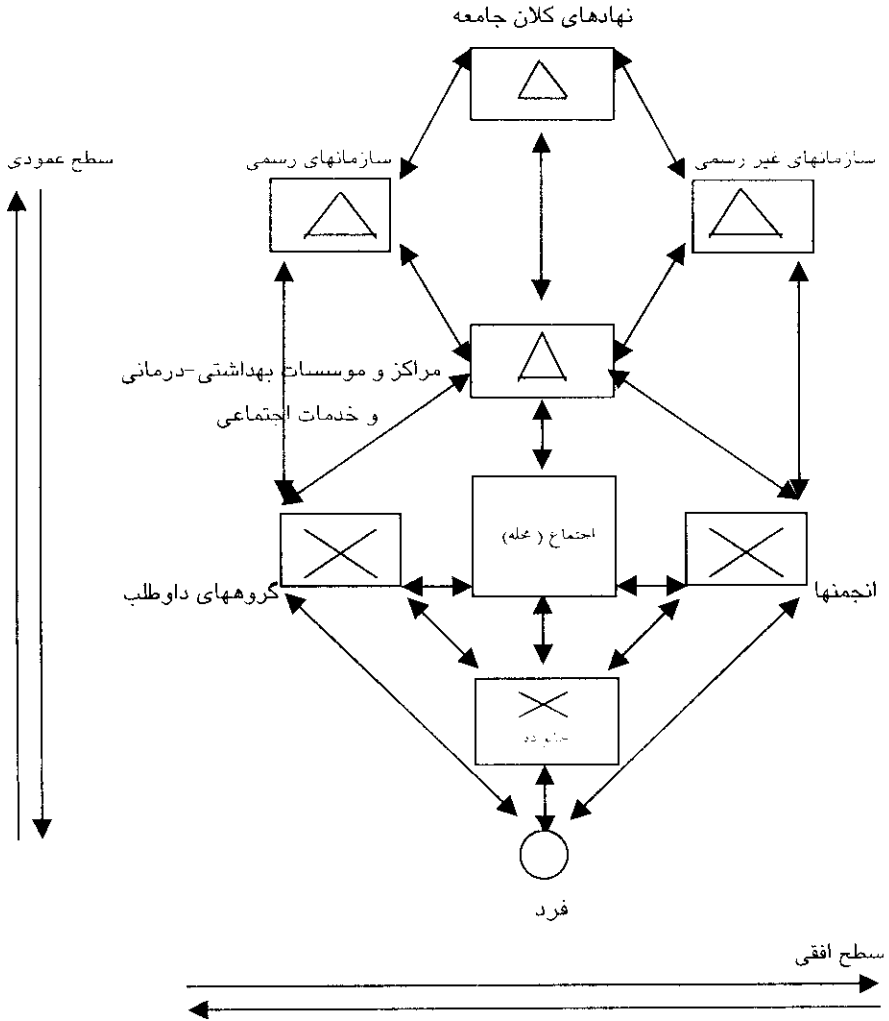 نهادهای کلان جامعه
سازمانهای غیر رسمی
سازمانهای رسمی
سطح عمودی
مراکز و موسسات بهداشتی-درمانی
و خدمات اجتماعی
اجتماع ( محله)
انجمنها
گروههای داوطلب
خانواده
فرد
سطح افقی